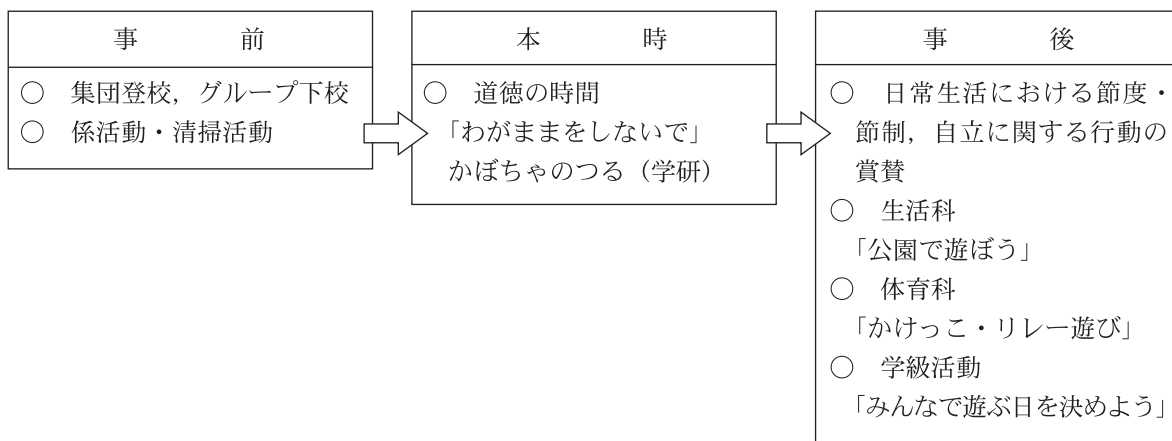 事 前
○ 集団登校，グループ下校
○ 係活動・清掃活動
本 時
○ 道徳の時間
「わがままをしないで」
かぼちゃのつる（学研）
事 後
○ 日常生活における節度・
節制，自立に関する行動の
賞賛
○ 生活科
「公園で遊ぼう」
○ 体育科
「かけっこ・リレー遊び」
○ 学級活動
「みんなで遊ぶ日を決めよう」